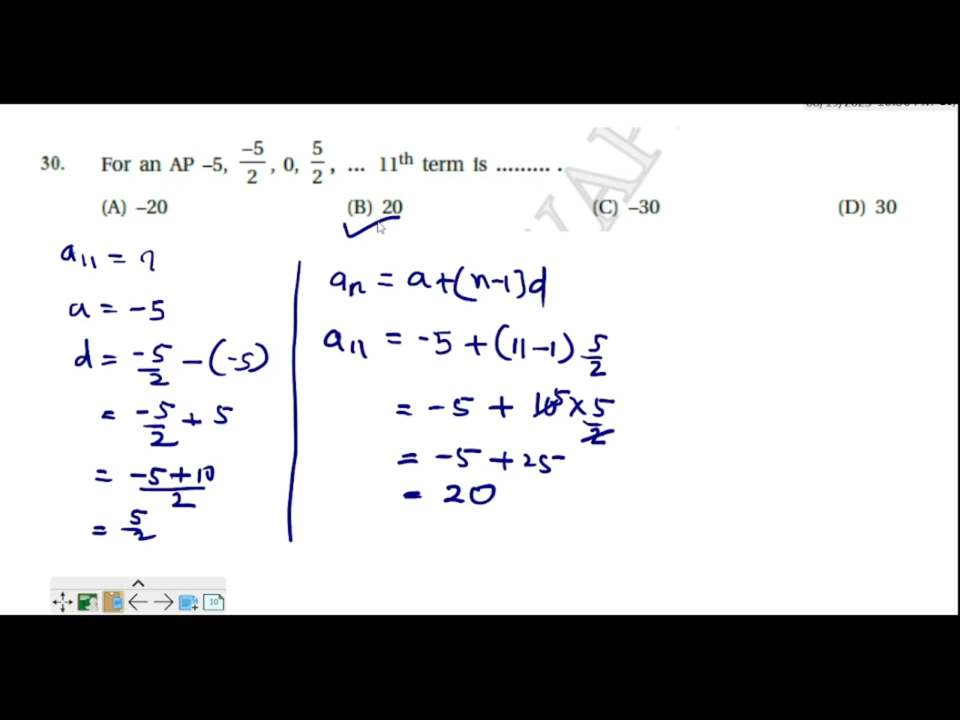 30. For an AP –5, -5/2, 0, 5/2, ... 11th term is ......... .
(A) –20 (B) 20 (C) –30 (D) 30
a11 = ?
a = -5
d = -5/2 - (-5)
= -5/2 + 5
= -5+10/2
= 5/2
an = a+(n-1)d
a11 = -5 + (11-1) 5/2
= -5 + 10 5 × 5/2
= -5 + 25
= 20
10